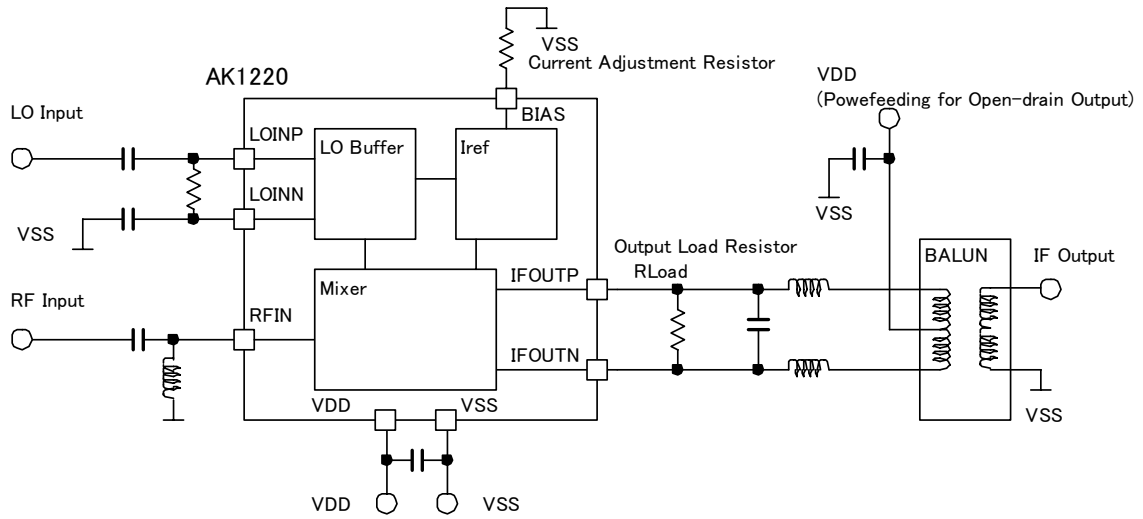 VSS
Current Adjustment Resistor
AK1220
VDD
(Powefeeding for Open-drain Output)
LO Input
BIAS
LOINP
LO Buffer
Iref
LOINN
VSS
VSS
Output Load Resistor
RLoad
BALUN
IF Output
IFOUTP
Mixer
RF Input
RFIN
IFOUTN
VDD
VSS
VSS
VDD
VSS